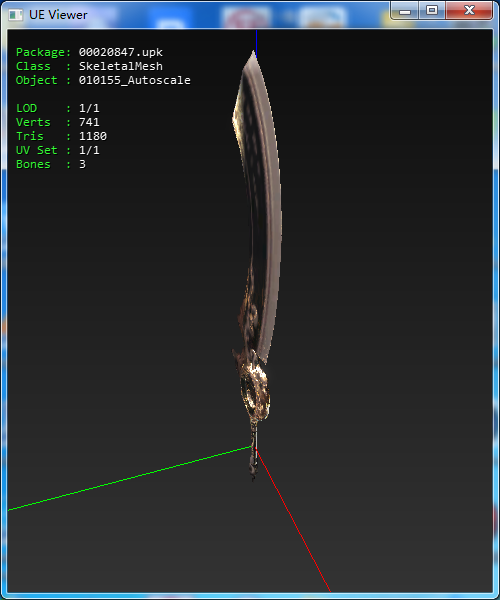 UE Viewer
Package: 00020847.upk
Class  : SkeletalMesh
Object : 010155_Autoscale
LOD    : 1/1
Verts  : 741
Tris   : 1180
UV Set : 1/1
Bones  : 3